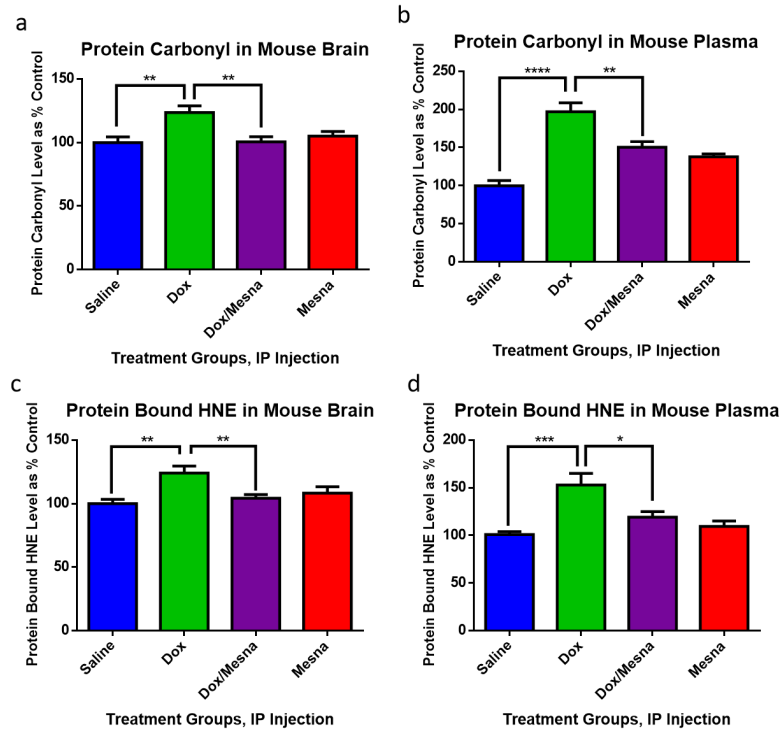 a
Protein Carbonyl in Mouse Brain
Protein Carbonyl Level as % Control
150
100
50
0
**
**
Saline
Dox
Dox/Mesna
Mesna
Treatment Groups, IP Injection
b
Protein Carbonyl in Mouse Plasma
Protein Carbonyl Level as % Control
250
200
150
100
50
0
****
**
Saline
Dox
Dox/Mesna
Mesna
Treatment Groups, IP Injection
c
Protein Bound HNE in Mouse Brain
Protein Bound HNE Level as % Control
150
100
50
0
**
**
Saline
Dox
Dox/Mesna
Mesna
Treatment Groups, IP Injection
d
Protein Bound HNE in Mouse Plasma
Protein Bound HNE Level as % Control
200
150
100
50
0
***
*
Saline
Dox
Dox/Mesna
Mesna
Treatment Groups, IP Injection